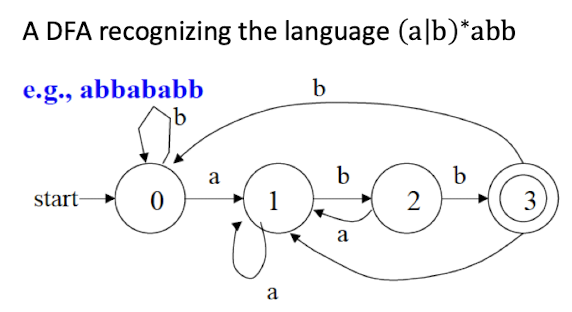 A DFA recognizing the language (a|b)*abb
e.g., abbababb
b
b
a
b
b
start
0
1
2
3
a
a